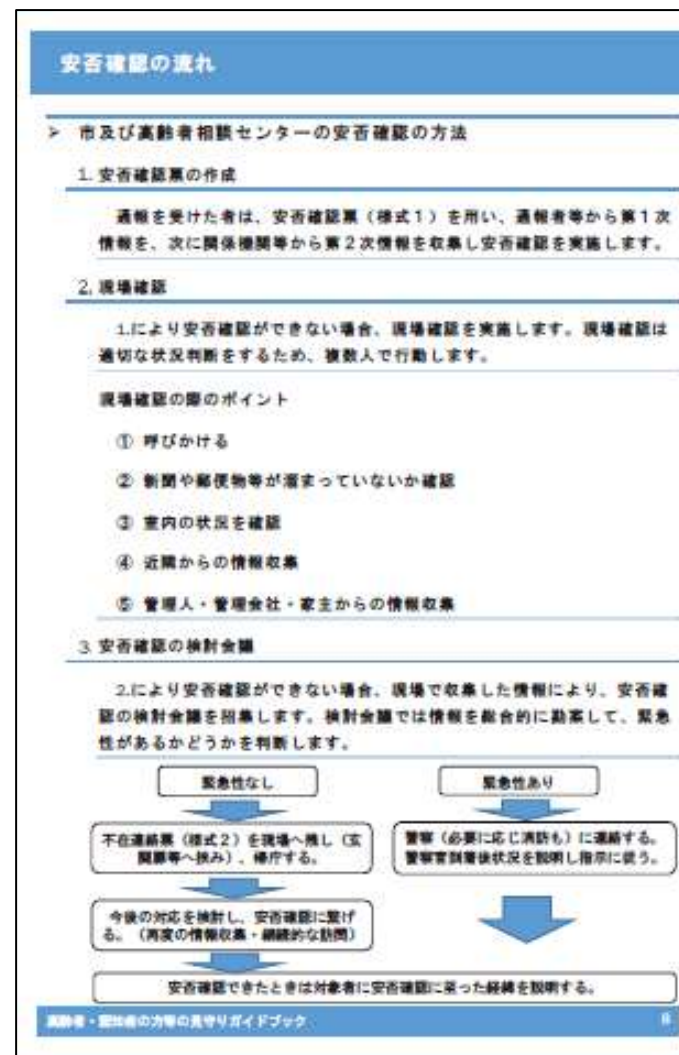 安否確認の流れ
➢ 市及び高齢者相談センターの安否確認の方法
1. 安否確認票の作成
通報を受けた者は、安否確認票（様式１）を用い、通報者等から第１次
情報を、次に関係機関等から第２次情報を収集し安否確認を実施します。
2. 現場確認
1.により安否確認ができない場合、現場確認を実施します。現場確認は
適切な状況判断をするため、複数人で行動します。
現場確認の際のポイント
① 呼びかける
② 新聞や郵便物等が溜まっていないか確認
③ 室内の状況を確認
④ 近隣からの情報収集
⑤ 管理人・管理会社・家主からの情報収集
3 安否確認の検討会議
2.により安否確認ができない場合、現場で収集した情報により、安否確
認の検討会議を招集します。検討会議では情報を総合的に勘案して、緊急
性があるかどうかを判断します。
緊急性なし
緊急性あり
不在連絡票（様式２）を現場へ残し（玄
関扉等へ挟み）、帰庁する。
警察（必要に応じ消防も）に連絡する。
警察官到着後状況を説明し指示に従う。
今後の対応を検討し、安否確認に繋げ
る。（再度の情報収集・継続的な訪問）
安否確認できたときは対象者に安否確認に至った経緯を説明する。
高齢者・認知症の方等の見守りガイドブック
8